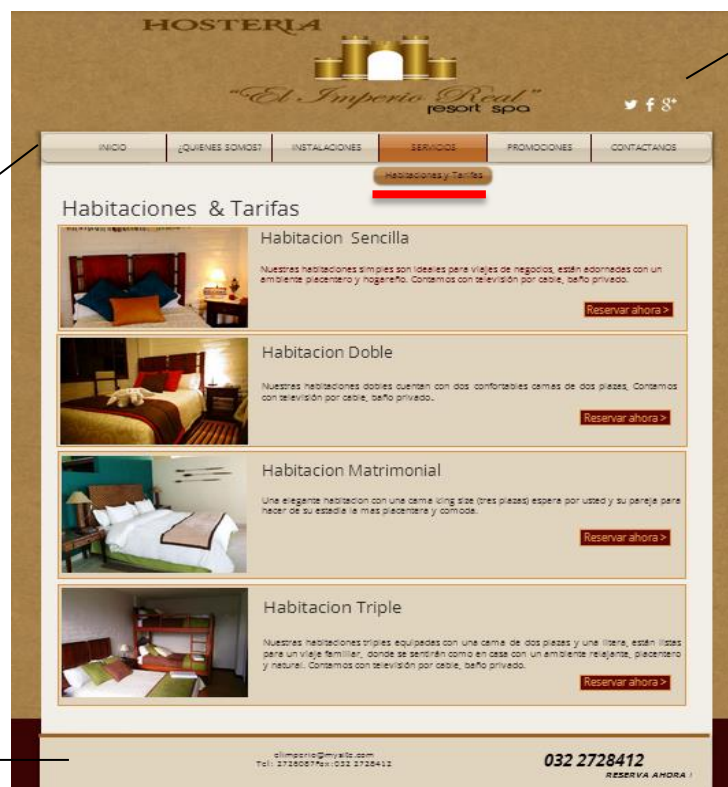 HOSTERIA
"El Imperio Real"
resort spa
INICIO ¿QUIENES SOMOS? INSTALACIONES SERVICIOS PROMOCIONES CONTACTANOS
Habitaciones y Tarifas
Habitaciones & Tarifas
Habitacion Sencilla
Nuestras habitaciones simples son ideales para viajes de negocios, están adornadas con un
ambiente placentero y hogareño. Contamos con televisión por cable, baño privado.
Reservar ahora >
Habitacion Doble
Nuestras habitaciones dobles cuentan con dos confortables camas de dos plazas, Contamos
con televisión por cable, baño privado..
Reservar ahora >
Habitacion Matrimonial
Una elegante habitacion con una cama king size (tres plazas) espera por usted y su pareja para
hacer de su estadia la mas placentera y comoda.
Reservar ahora >
Habitacion Triple
Nuestras habitaciones triples equipadas con una cama de dos plazas y una litera, están listas
para un viaje familiar, donde se sentirán como en casa con un ambiente relajante, placentero
y natural. Contamos con televisión por cable, baño privado.
Reservar ahora >
elimperio@mysite.com
Tel: 2728087Fax:032 2728412
032 2728412
RESERVA AHORA !